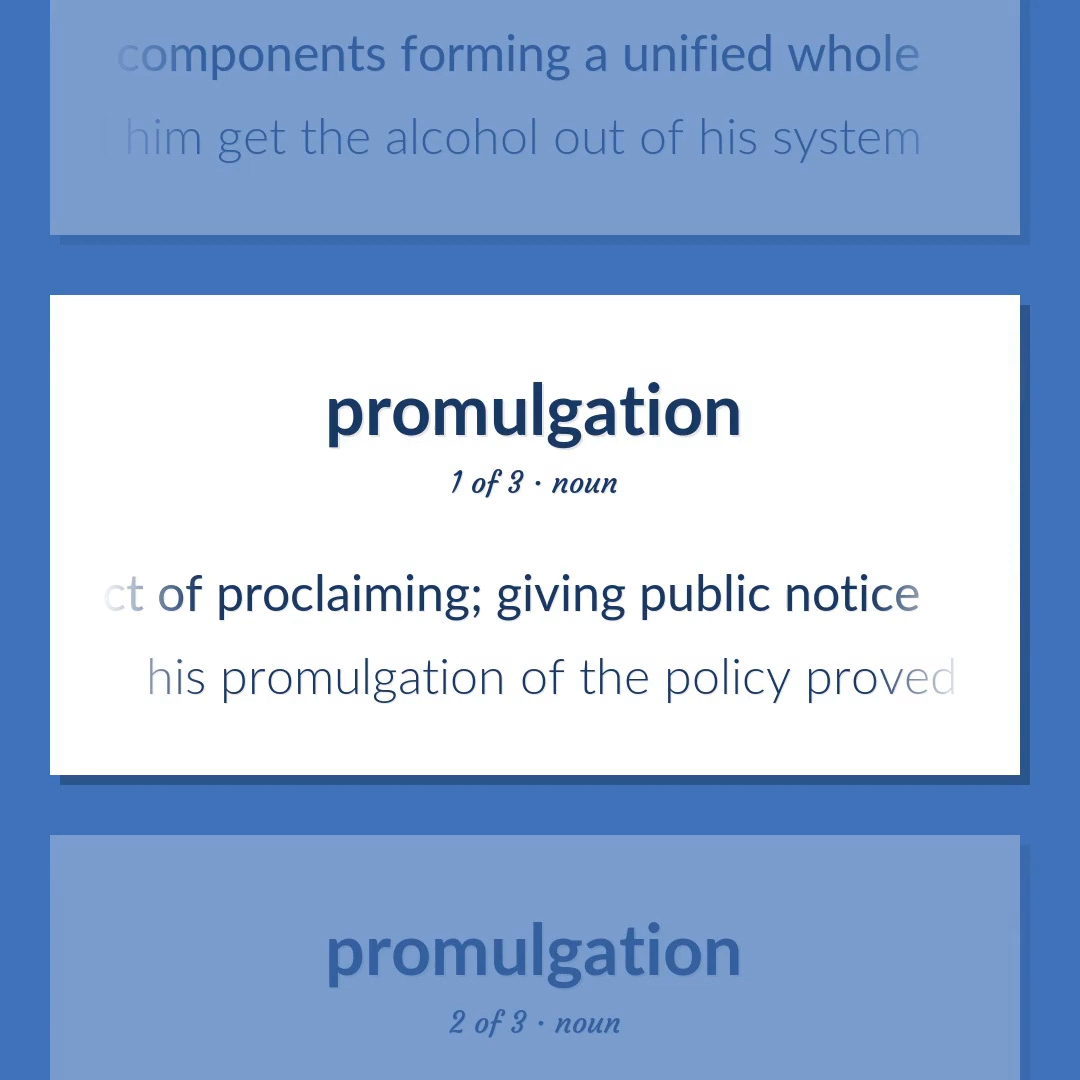 components forming a unified whole
him get the alcohol out of his system
promulgation
1 of 3 · noun
ct of proclaiming; giving public notice
his promulgation of the policy proved
promulgation
2 of 3 · noun